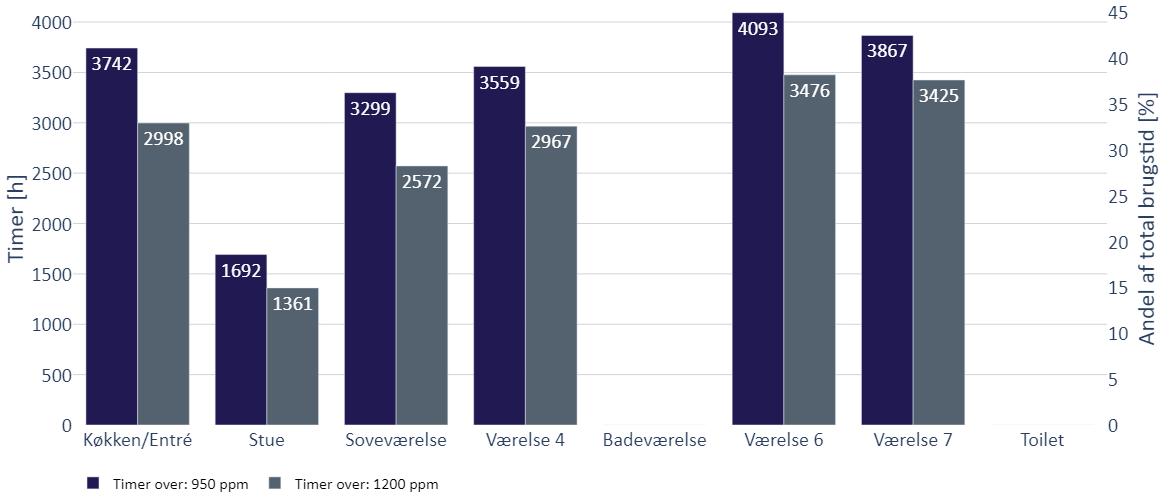 4000
3500
3000
2500
2000
1500
1000
500
0
Timer [h]
45
40
35
30
25
20
15
10
5
0
Andel af total brugstid [%]
3742
2998
1692
1361
3299
2572
3559
2967
4093
3476
3867
3425
Køkken/Entré
Stue
Soveværelse
Værelse 4
Badeværelse
Værelse 6
Værelse 7
Toilet
Timer over: 950 ppm
Timer over: 1200 ppm